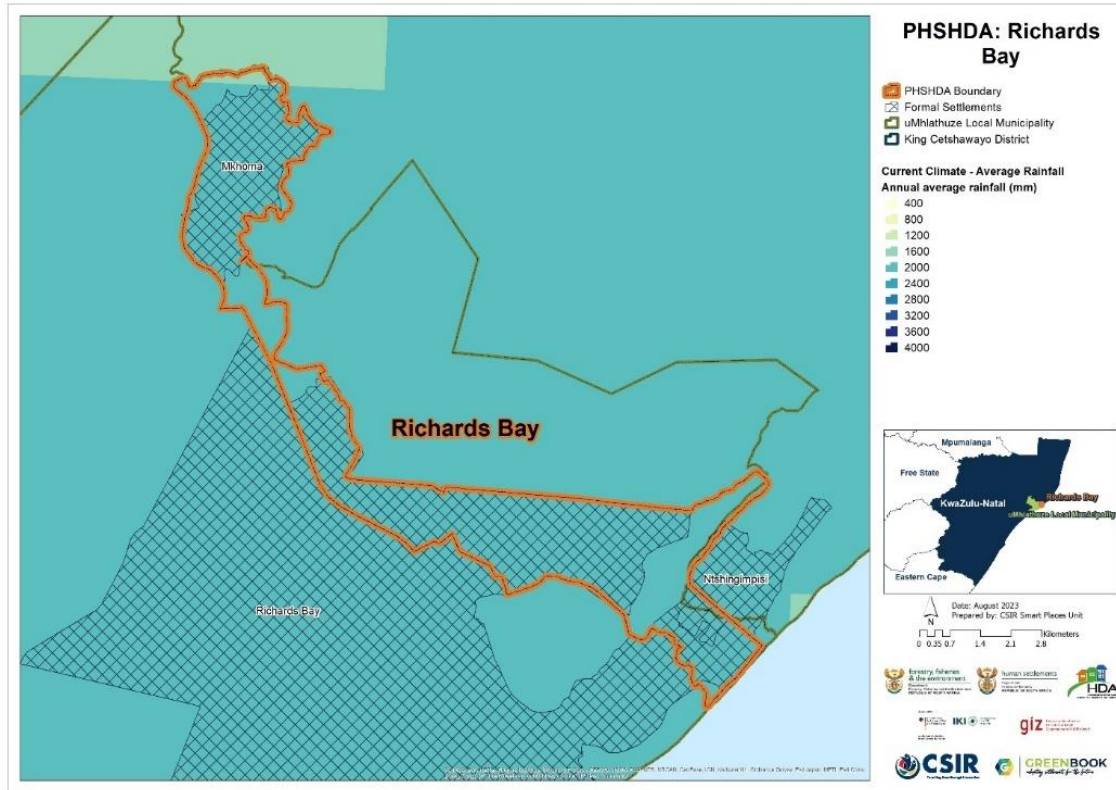 PHSHDA: Richards
Bay
PHSHDA Boundary
Formal Settlements
uMhlathuze Local Municipality
King Cetshawayo District
Current Climate - Average Rainfall
Annual average rainfall (mm)
400
800
1200
1600
2000
2400
2800
3200
3600
4000
Mkhoma
Richards Bay
Richards Bay
Ntshingimpisi
Mpumalanga
Free State
KwaZulu-Natal
Richards Bay
uMhlathuze Local Municipality
Eastern Cape
N
Date: August 2023
Prepared by: CSIR Smart Places Unit
Kilometers
0 0.35 0.7 1.4 2.1 2.8
forestry, fisheries
& the environment
human settlements
HDA
IKI
giz
CSIR
GREENBOOK